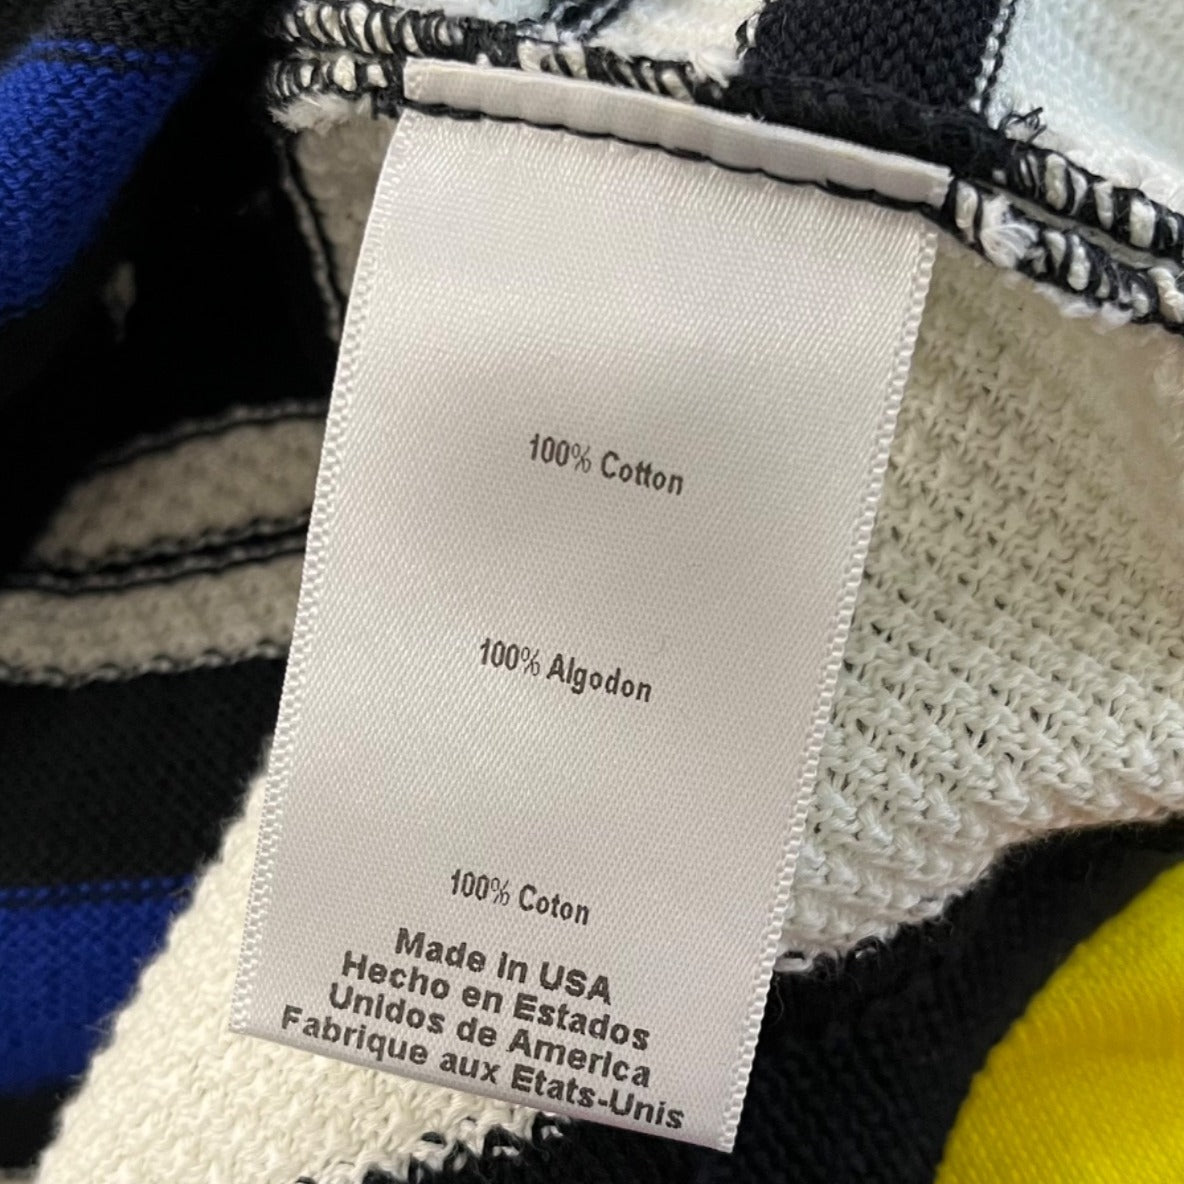 100% Cotton
100% Algodon
100% Coton
Made in USA
Hecho en Estados
Unidos de America
Fabrique aux Etats-Unis